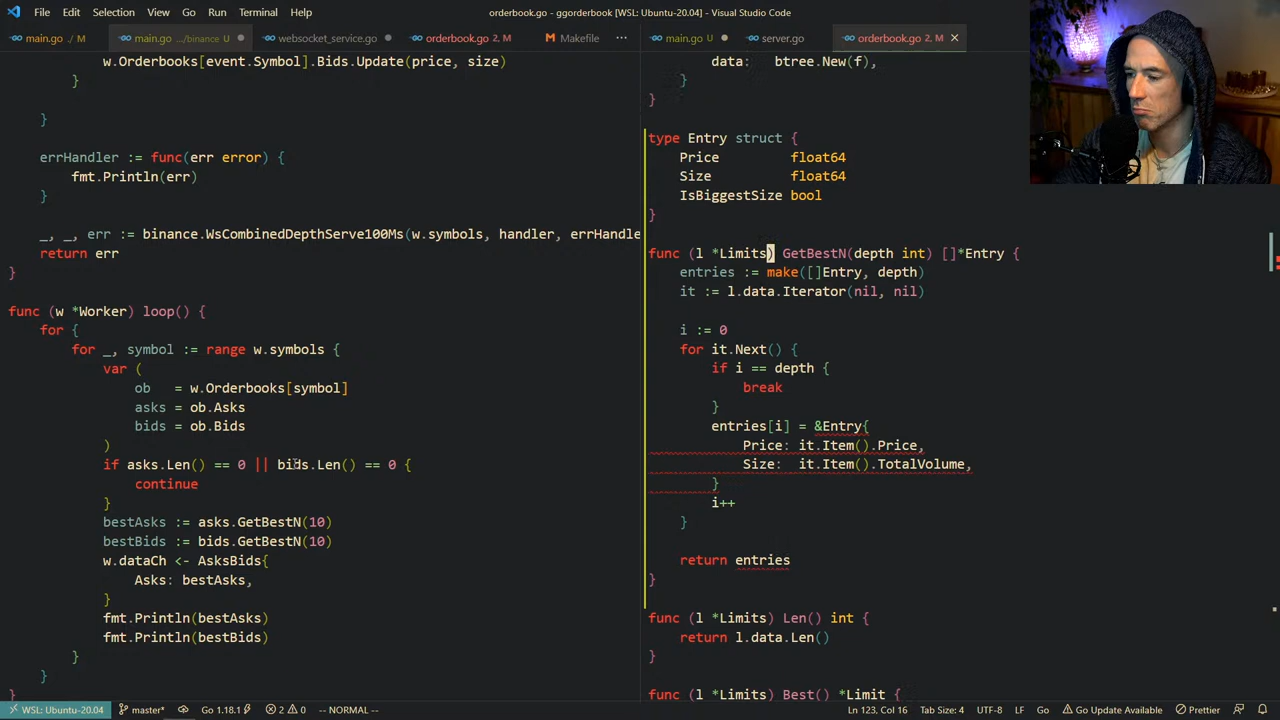 File Edit Selection View Go Run Terminal Help
orderbook.go - ggorderbook [WSL: Ubuntu-20.04] - Visual Studio Code
main.go ./ M main.go .../binance U websocket_service.go orderbook.go 2, M Makefile ... main.go U server.go orderbook.go 2, M
w.Orderbooks[event.Symbol].Bids.Update(price, size)
}
}
errHandler := func(err error) {
fmt.Println(err)
}
_, _, err := binance.WsCombinedDepthServe100Ms(w.symbols, handler, errHandle
return err
}
func (w *Worker) loop() {
for {
for _, symbol := range w.symbols {
var (
ob = w.Orderbooks[symbol]
asks = ob.Asks
bids = ob.Bids
)
if asks.Len() == 0 || bids.Len() == 0 {
continue
}
bestAsks := asks.GetBestN(10)
bestBids := bids.GetBestN(10)
w.dataCh <- AsksBids{
Asks: bestAsks,
}
fmt.Println(bestAsks)
fmt.Println(bestBids)
}
}
}
data: btree.New(f),
}
}
type Entry struct {
Price float64
Size float64
IsBiggestSize bool
}
func (l *Limits) GetBestN(depth int) []*Entry {
entries := make([]Entry, depth)
it := l.data.Iterator(nil, nil)
i := 0
for it.Next() {
if i == depth {
break
}
entries[i] = &Entry{
Price: it.Item().Price,
Size: it.Item().TotalVolume,
}
i++
}
return entries
}
func (l *Limits) Len() int {
return l.data.Len()
}
func (l *Limits) Best() *Limit {
WSL: Ubuntu-20.04 master* Go 1.18.1 2 0 -- NORMAL -- Ln 123, Col 16 Tab Size: 4 UTF-8 LF Go Go Update Available Prettier